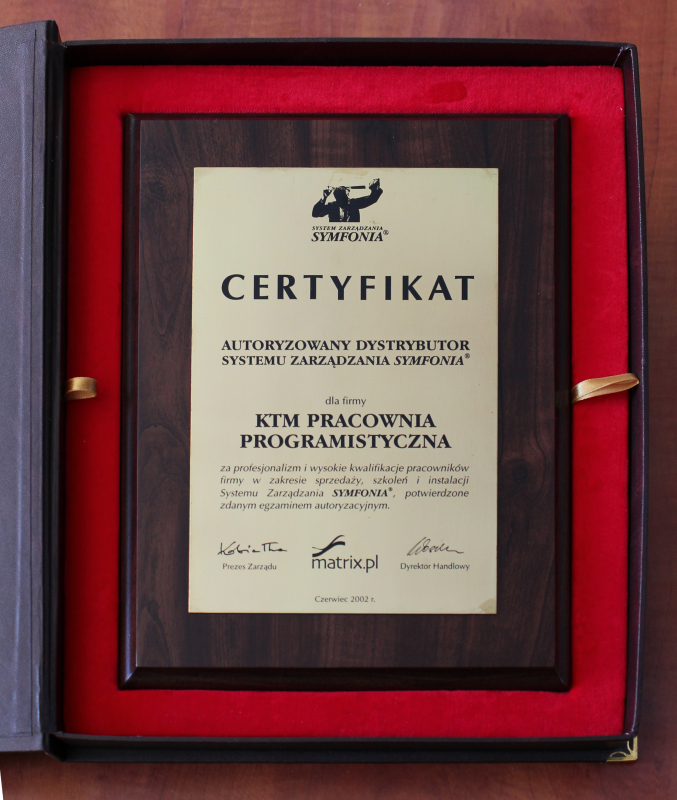 SYSTEM ZARZĄDZANIA
SYMFONIA®
CERTYFIKAT
AUTORYZOWANY DYSTRYBUTOR
SYSTEMU ZARZĄDZANIA SYMFONIA®
dla firmy
KTM PRACOWNIA
PROGRAMISTYCZNA
za profesjonalizm i wysokie kwalifikacje pracowników
firmy w zakresie sprzedaży, szkoleń i instalacji
Systemu Zarządzania SYMFONIA®, potwierdzone
zdanym egzaminem autoryzacyjnym.
Prezes Zarządu
matrix.pl
Dyrektor Handlowy
Czerwiec 2002 r.